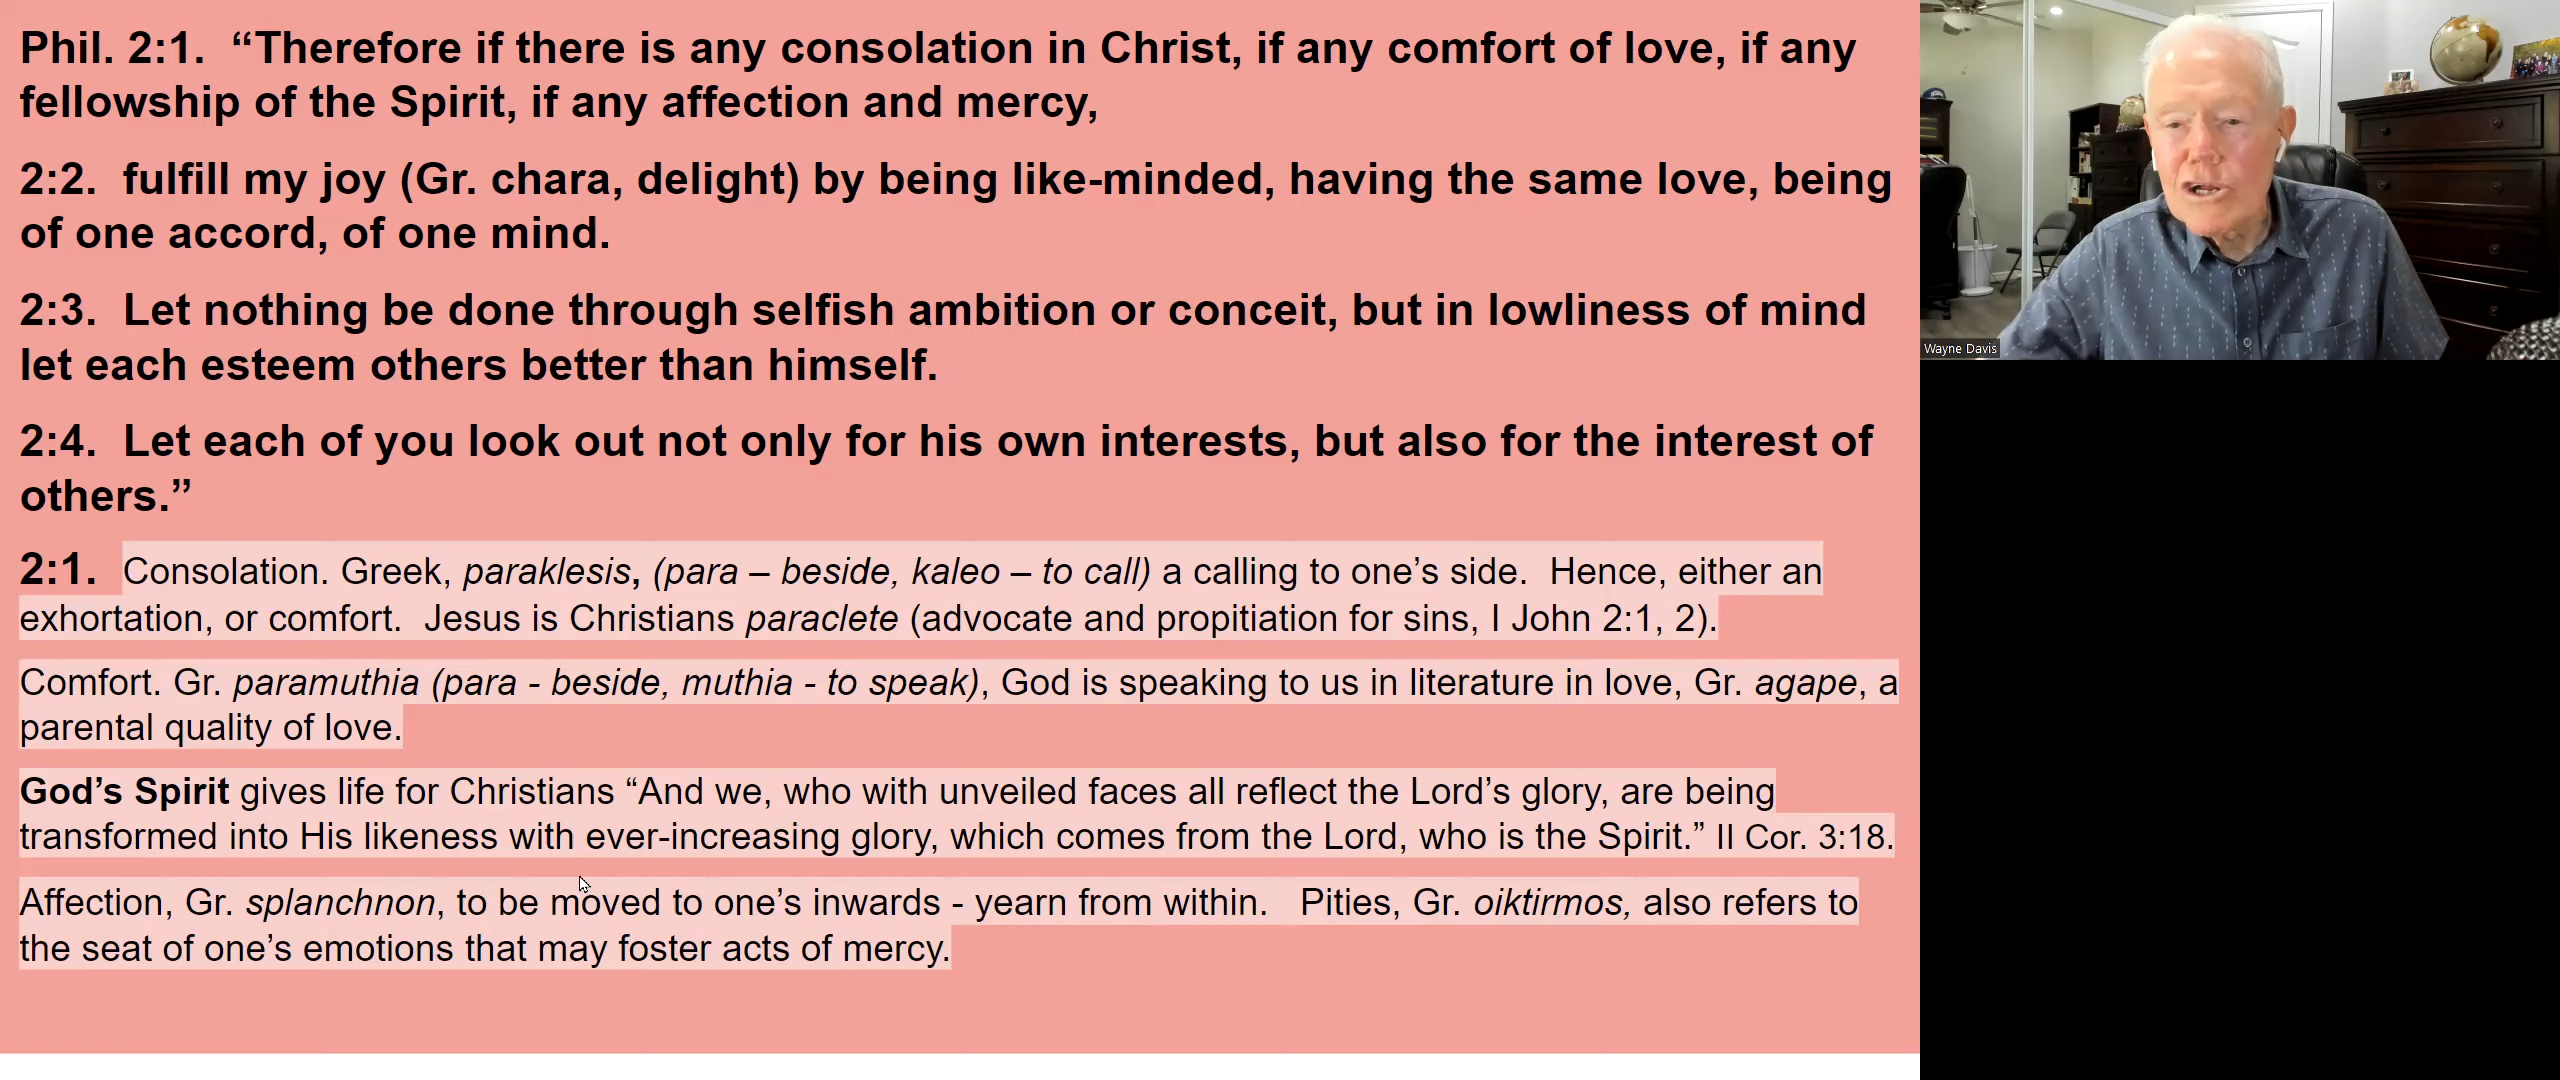 Phil. 2:1.  “Therefore if there is any consolation in Christ, if any comfort of love, if any
fellowship of the Spirit, if any affection and mercy,
2:2.  fulfill my joy (Gr. chara, delight) by being like-minded, having the same love, being
of one accord, of one mind.
2:3.  Let nothing be done through selfish ambition or conceit, but in lowliness of mind
let each esteem others better than himself.
2:4.  Let each of you look out not only for his own interests, but also for the interest of
others.”
2:1.  Consolation. Greek, paraklesis, (para – beside, kaleo – to call) a calling to one’s side.  Hence, either an
exhortation, or comfort.  Jesus is Christians paraclete (advocate and propitiation for sins, I John 2:1, 2).
Comfort. Gr. paramuthia (para - beside, muthia - to speak), God is speaking to us in literature in love, Gr. agape, a
parental quality of love.
God’s Spirit gives life for Christians “And we, who with unveiled faces all reflect the Lord’s glory, are being
transformed into His likeness with ever-increasing glory, which comes from the Lord, who is the Spirit.” II Cor. 3:18.
Affection, Gr. splanchnon, to be moved to one’s inwards - yearn from within.   Pities, Gr. oiktirmos, also refers to
the seat of one’s emotions that may foster acts of mercy.
Wayne Davis